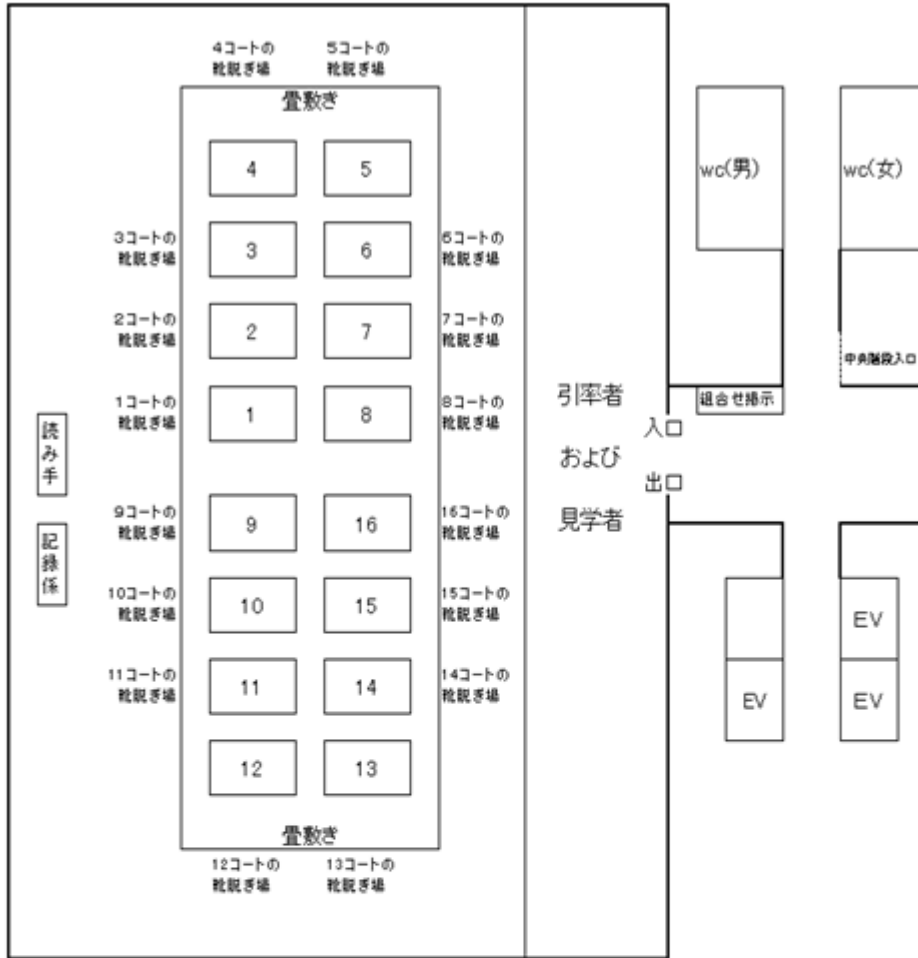 4コートの
靴脱ぎ場
5コートの
靴脱ぎ場
畳敷き
4
5
wc(男)
wc(女)
3コートの
靴脱ぎ場
3
6
6コートの
靴脱ぎ場
2コートの
靴脱ぎ場
2
7
7コートの
靴脱ぎ場
中央階段入口
1コートの
靴脱ぎ場
1
8
8コートの
靴脱ぎ場
引率者
および
見学者
組合せ掲示
入口
出口
読み手
記録係
9コートの
靴脱ぎ場
9
16
16コートの
靴脱ぎ場
10コートの
靴脱ぎ場
10
15
15コートの
靴脱ぎ場
EV
11コートの
靴脱ぎ場
11
14
14コートの
靴脱ぎ場
EV
EV
12
13
畳敷き
12コートの
靴脱ぎ場
13コートの
靴脱ぎ場